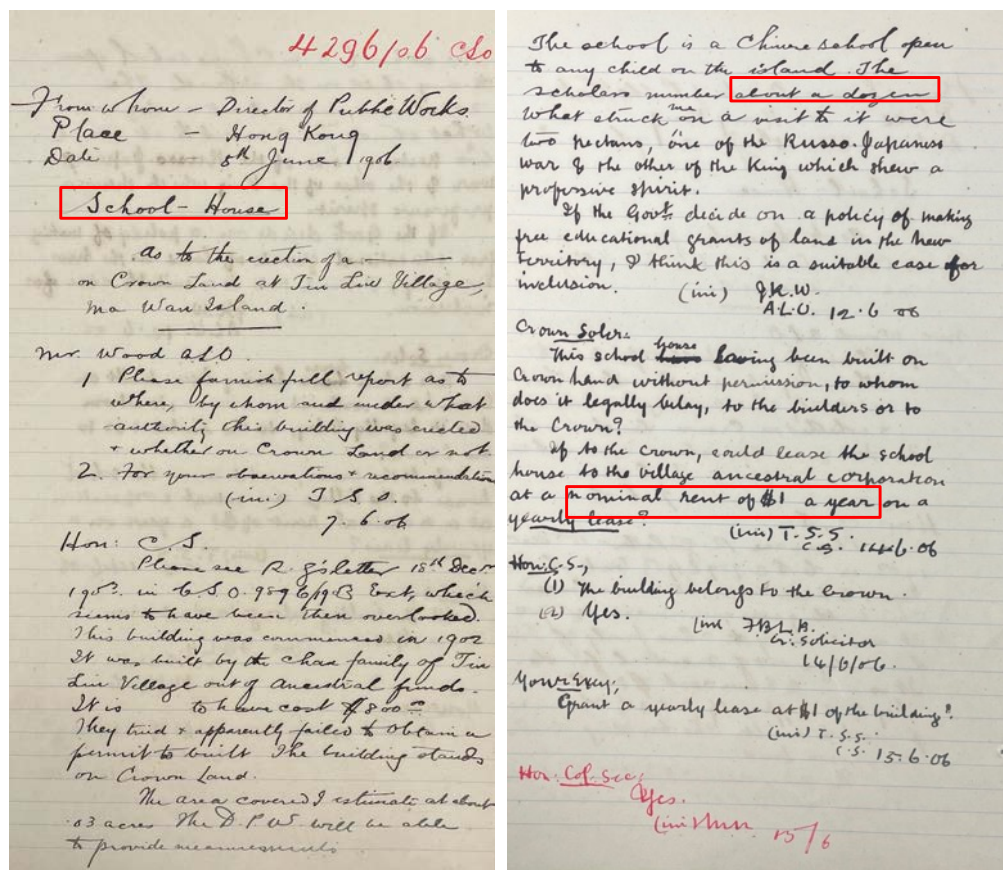 4296/06 CSO
From whom - Director of Public Works.
Place - Hong Kong
Date 8th June 1906
School-House
As to the erection of a
on Crown Land at Tin Liu Village,
Ma Wan Island.
Mr. Wood ALO.
1 Please furnish full report as to
where, by whom and under what
authority this building was erected
+ whether on Crown Land or not.
2. For your observations + recommendation
(ini:) T. S. S.
7. 6. 06
Hon: C. S.
Please see R. G's letter 18th Decr
in C.S.O. Ext, which
seems to have been then overlooked.
This building was commenced in 1902
It was built by the Chan family of Tin
Liu Village out of Ancestral funds.
It is to have cost $800.00
They tried + apparently failed to obtain a
permit to built The building stands
on Crown Land.
The area covered I estimate at about
.03 acres The D.P.W. will be able
to provide measurements
The school is a Chinese school open
to any child on the island. The
scholars number about a dozen
What struck me on a visit to it were
two pictures, one of the Russo-Japanese
war & the other of the King which shew a
progressive spirit.
If the Govt. decide on a policy of making
free educational grants of land in the New
Territory, I think this is a suitable case for
inclusion. (ini) J.R.W.
A.L.O. 12.6 06
Crown Solcr.
This school house having been built on
Crown land without permission, to whom
does it legally belong, to the builders or to
the Crown?
If to the Crown, could lease the school
house to the village ancestral corporation
at a nominal rent of $1 a year on a
yearly lease?
(ini) T. S. S.
C.S. 14.6.06
Hon: C.S.,
(1) The building belongs to the Crown.
(2) Yes.
(ini F.B.L.B.
Cr: Solicitor
14/6/06.
Your Excy,
Grant a yearly lease at $1 of the building?
(ini) T. S. S.
C.S. 15.6.06
Hon: Col. Sec,
Yes.
(ini) 15/6